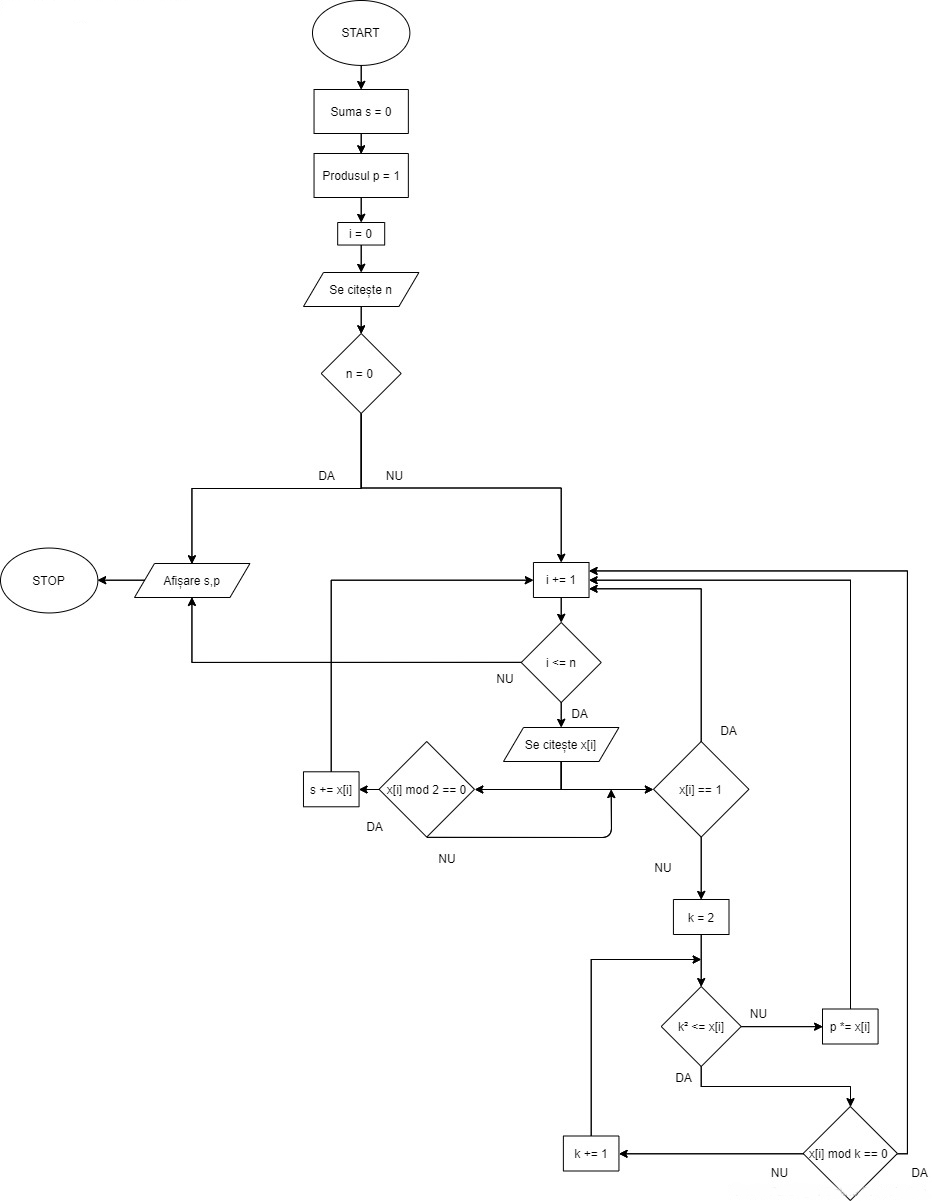 START
Suma s = 0
Produsul p = 1
i = 0
Se citește n
n = 0
DA
NU
STOP
Afișare s,p
i += 1
i <= n
NU
DA
Se citește x[i]
DA
s += x[i]
x[i] mod 2 == 0
x[i] == 1
DA
NU
NU
k = 2
k² <= x[i]
NU
p *= x[i]
DA
k += 1
x[i] mod k == 0
NU
DA